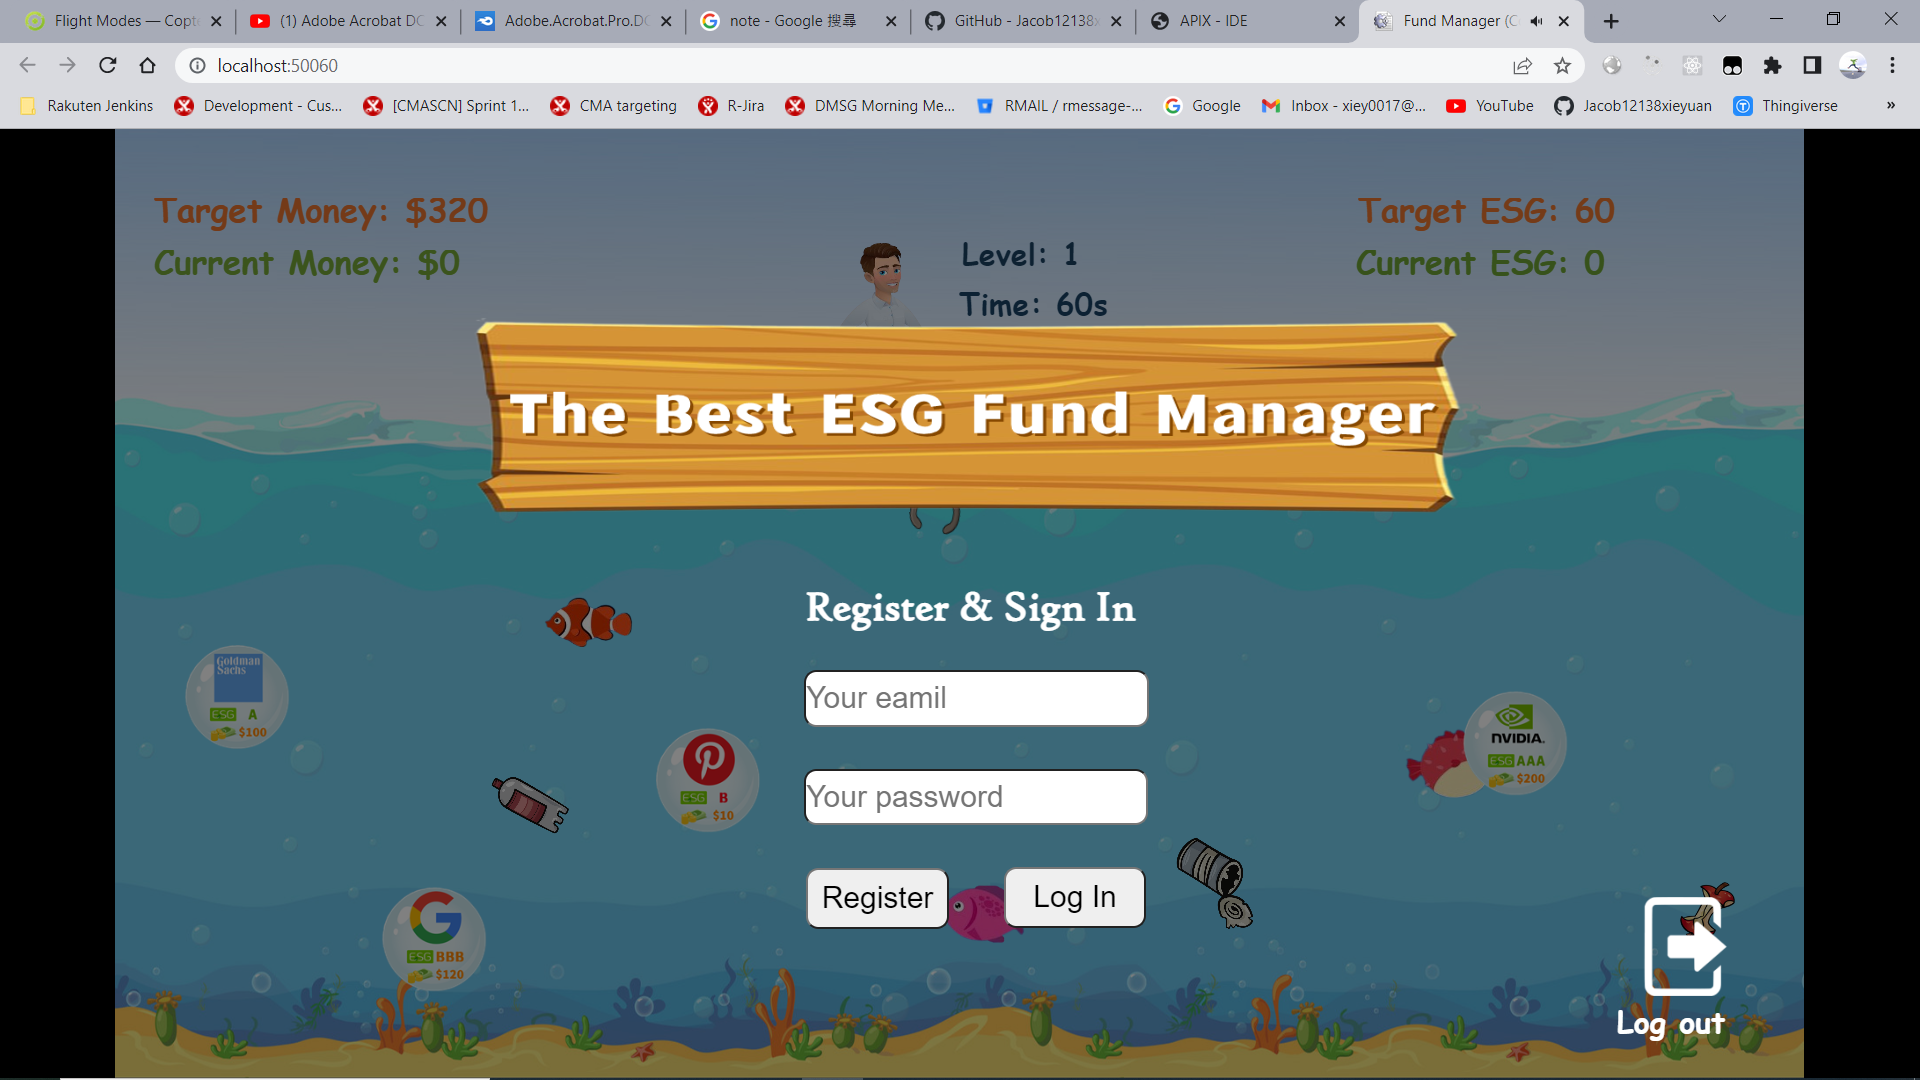 Flight Modes — Copt
(1) Adobe Acrobat DC
Adobe.Acrobat.Pro.DC
note - Google 搜尋
GitHub - Jacob12138x
APIX - IDE
Fund Manager (C
localhost:50060
Rakuten Jenkins
Development - Cus...
[CMASCN] Sprint 1...
CMA targeting
R-Jira
DMSG Morning Me...
RMAIL / rmessage-...
Google
Inbox - xiey0017@...
YouTube
Jacob12138xieyuan
Thingiverse
»
Target Money: $320
Current Money: $0
Level: 1
Time: 60s
Target ESG: 60
Current ESG: 0
The Best ESG Fund Manager
Register & Sign In
Your eamil
Your password
Register
Log In
Goldman
Sachs
ESG A
$100
ESG B
$10
NVIDIA.
ESG AAA
$200
ESG BBB
$120
Log out